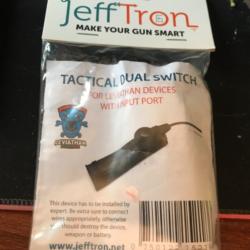 jeffTron
MAKE YOUR GUN SMART
TACTICAL DUAL SWITCH
FOR LEVIATHAN DEVICES
WITH INPUT PORT
LEVIATHAN
This device has to be installed by
expert. Be extra sure to connect
wires appropriately, otherwise
you should destroy the device,
weapon or battery.
www.jefftron.net